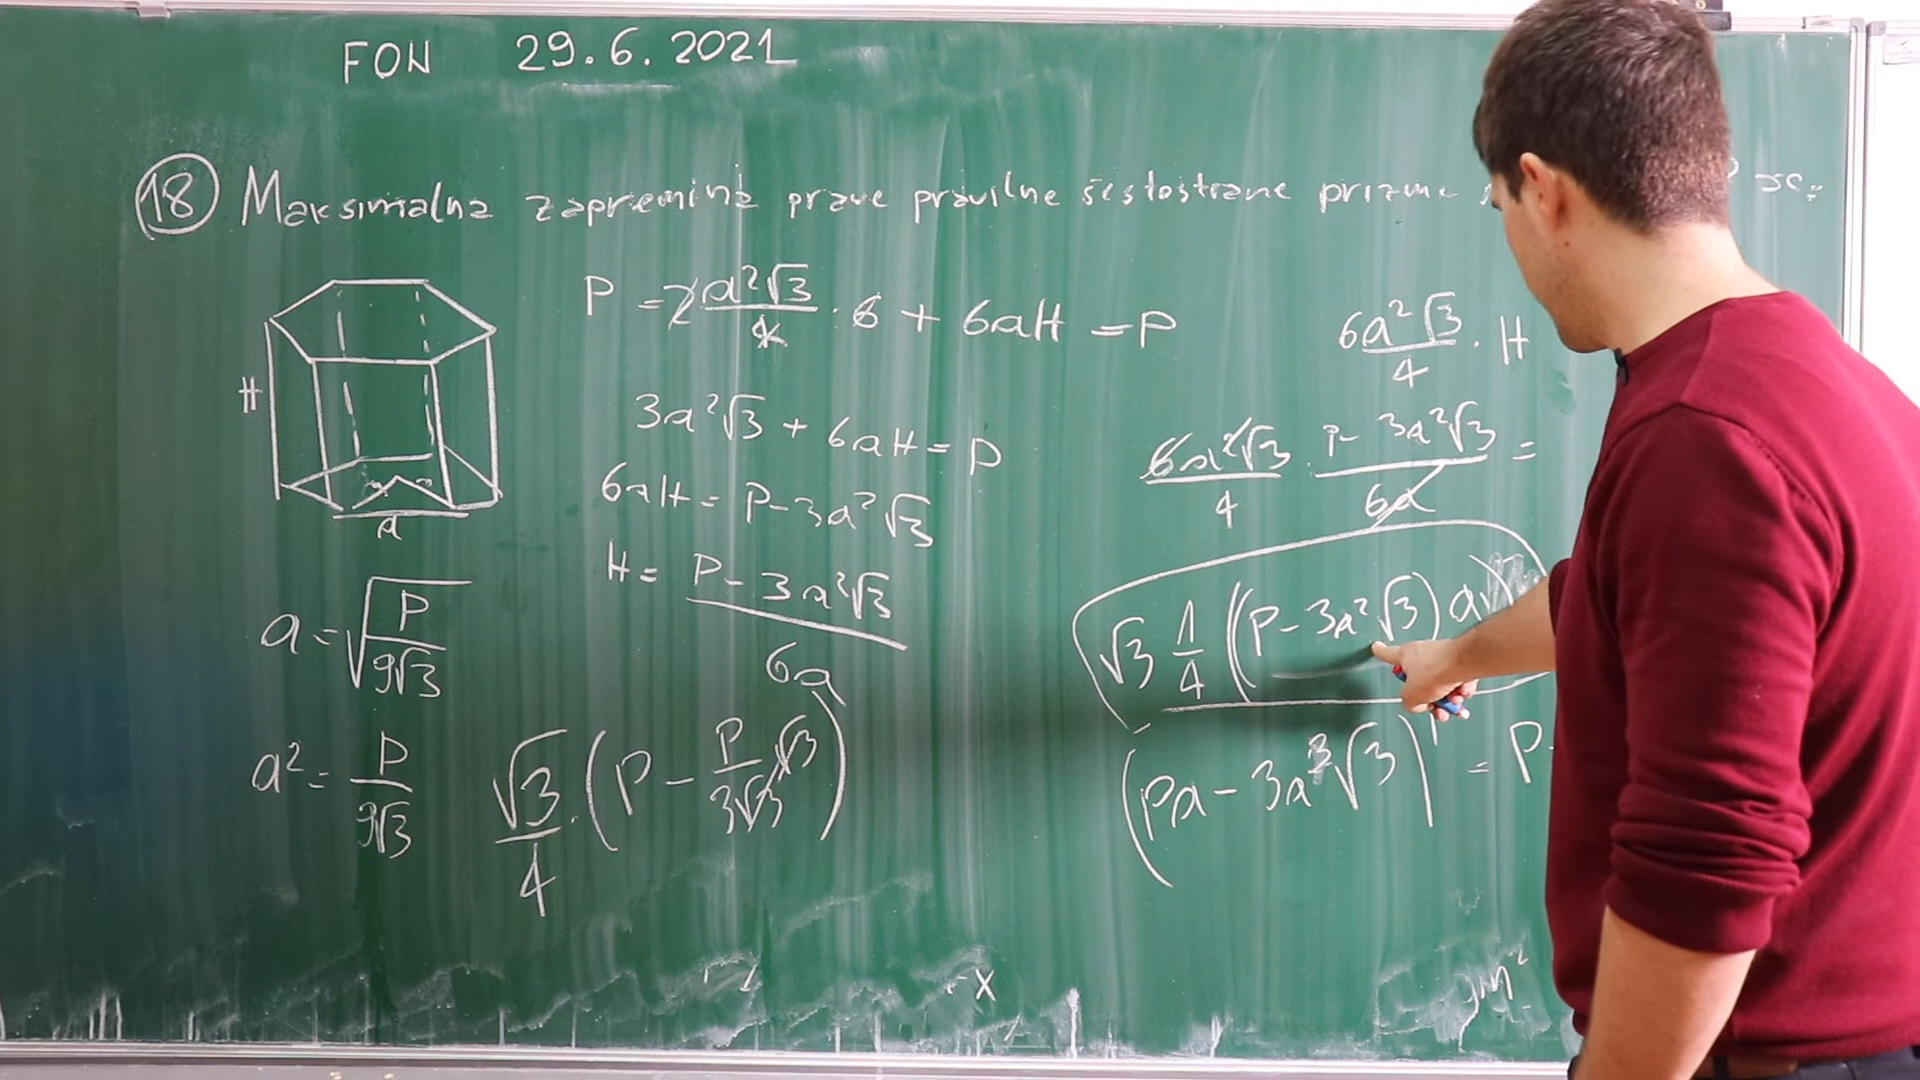 FON 29.6.2021
18 Maksimalna zapremina prave pravilne šestostrane prizme
H
a
P = 2 a²√3/4 · 6 + 6aH = P
3a²√3 + 6aH = P
6aH = P - 3a²√3
H = (P - 3a²√3)/6a
a = √(P/9√3)
a² = P/9√3
√3/4 · (P - P/3√3 √3)
6a²√3/4 · H
6a²√3/4 · (P - 3a²√3)/6a =
√3 1/4 ((P - 3a²√3) a)
(Pa - 3a³√3)' = P